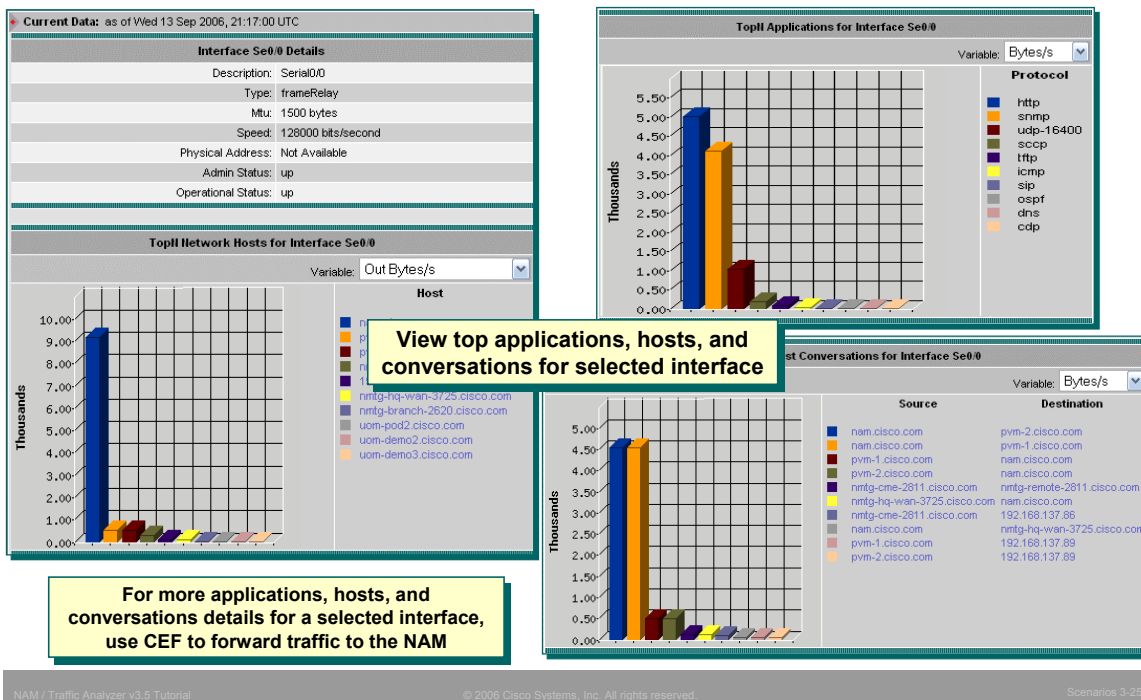 Current Data: as of Wed 13 Sep 2006, 21:17:00 UTC
Interface Se0/0 Details
Description: Serial0/0
Type: frameRelay
Mtu: 1500 bytes
Speed: 128000 bits/second
Physical Address: Not Available
Admin Status: up
Operational Status: up
TopN Network Hosts for Interface Se0/0
Variable: Out Bytes/s
Host
10.00
9.00
8.00
7.00
6.00
5.00
4.00
3.00
2.00
1.00
0.00
Thousands
nmtg-hq-wan-3725.cisco.com
nmtg-branch-2620.cisco.com
uom-pod2.cisco.com
uom-demo2.cisco.com
uom-demo3.cisco.com
TopN Applications for Interface Se0/0
Variable: Bytes/s
Protocol
5.50
5.00
4.50
4.00
3.50
3.00
2.50
2.00
1.50
1.00
0.50
0.00
Thousands
http
snmp
udp-16400
sccp
tftp
icmp
sip
ospf
dns
cdp
View top applications, hosts, and
conversations for selected interface
st Conversations for Interface Se0/0
Variable: Bytes/s
Source Destination
5.00
4.50
4.00
3.50
3.00
2.50
2.00
1.50
1.00
0.50
0.00
Thousands
nam.cisco.com pvm-2.cisco.com
nam.cisco.com pvm-1.cisco.com
pvm-1.cisco.com nam.cisco.com
pvm-2.cisco.com nam.cisco.com
nmtg-cme-2811.cisco.com nmtg-remote-2811.cisco.com
nmtg-hq-wan-3725.cisco.com nam.cisco.com
nmtg-cme-2811.cisco.com 192.168.137.86
nam.cisco.com nmtg-hq-wan-3725.cisco.com
pvm-1.cisco.com 192.168.137.89
pvm-2.cisco.com 192.168.137.89
For more applications, hosts, and
conversations details for a selected interface,
use CEF to forward traffic to the NAM
NAM / Traffic Analyzer v3.5 Tutorial
© 2006 Cisco Systems, Inc. All rights reserved.
Scenarios 3-25